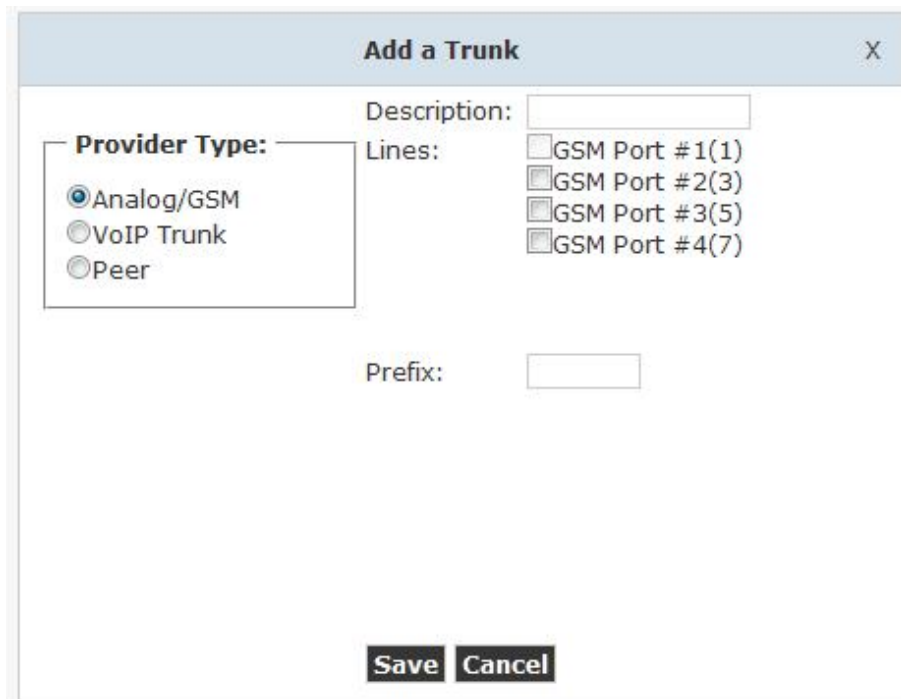 Add a Trunk X
Provider Type:
Analog/GSM
VoIP Trunk
Peer
Description:
Lines:
GSM Port #1(1)
GSM Port #2(3)
GSM Port #3(5)
GSM Port #4(7)
Prefix:
Save Cancel